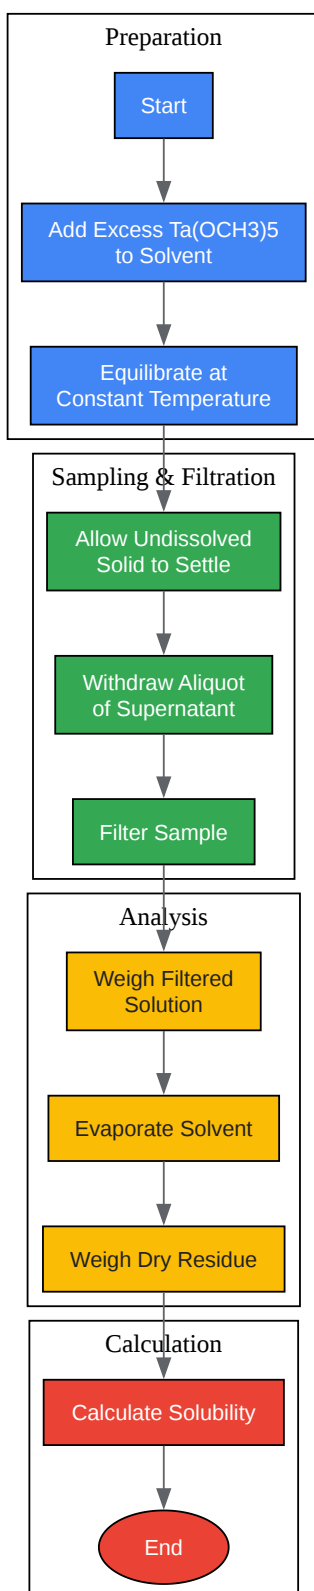 Preparation
Start
Add Excess Ta(OCH3)5
to Solvent
Equilibrate at
Constant Temperature
Sampling & Filtration
Allow Undissolved
Solid to Settle
Withdraw Aliquot
of Supernatant
Filter Sample
Analysis
Weigh Filtered
Solution
Evaporate Solvent
Weigh Dry Residue
Calculation
Calculate Solubility
End